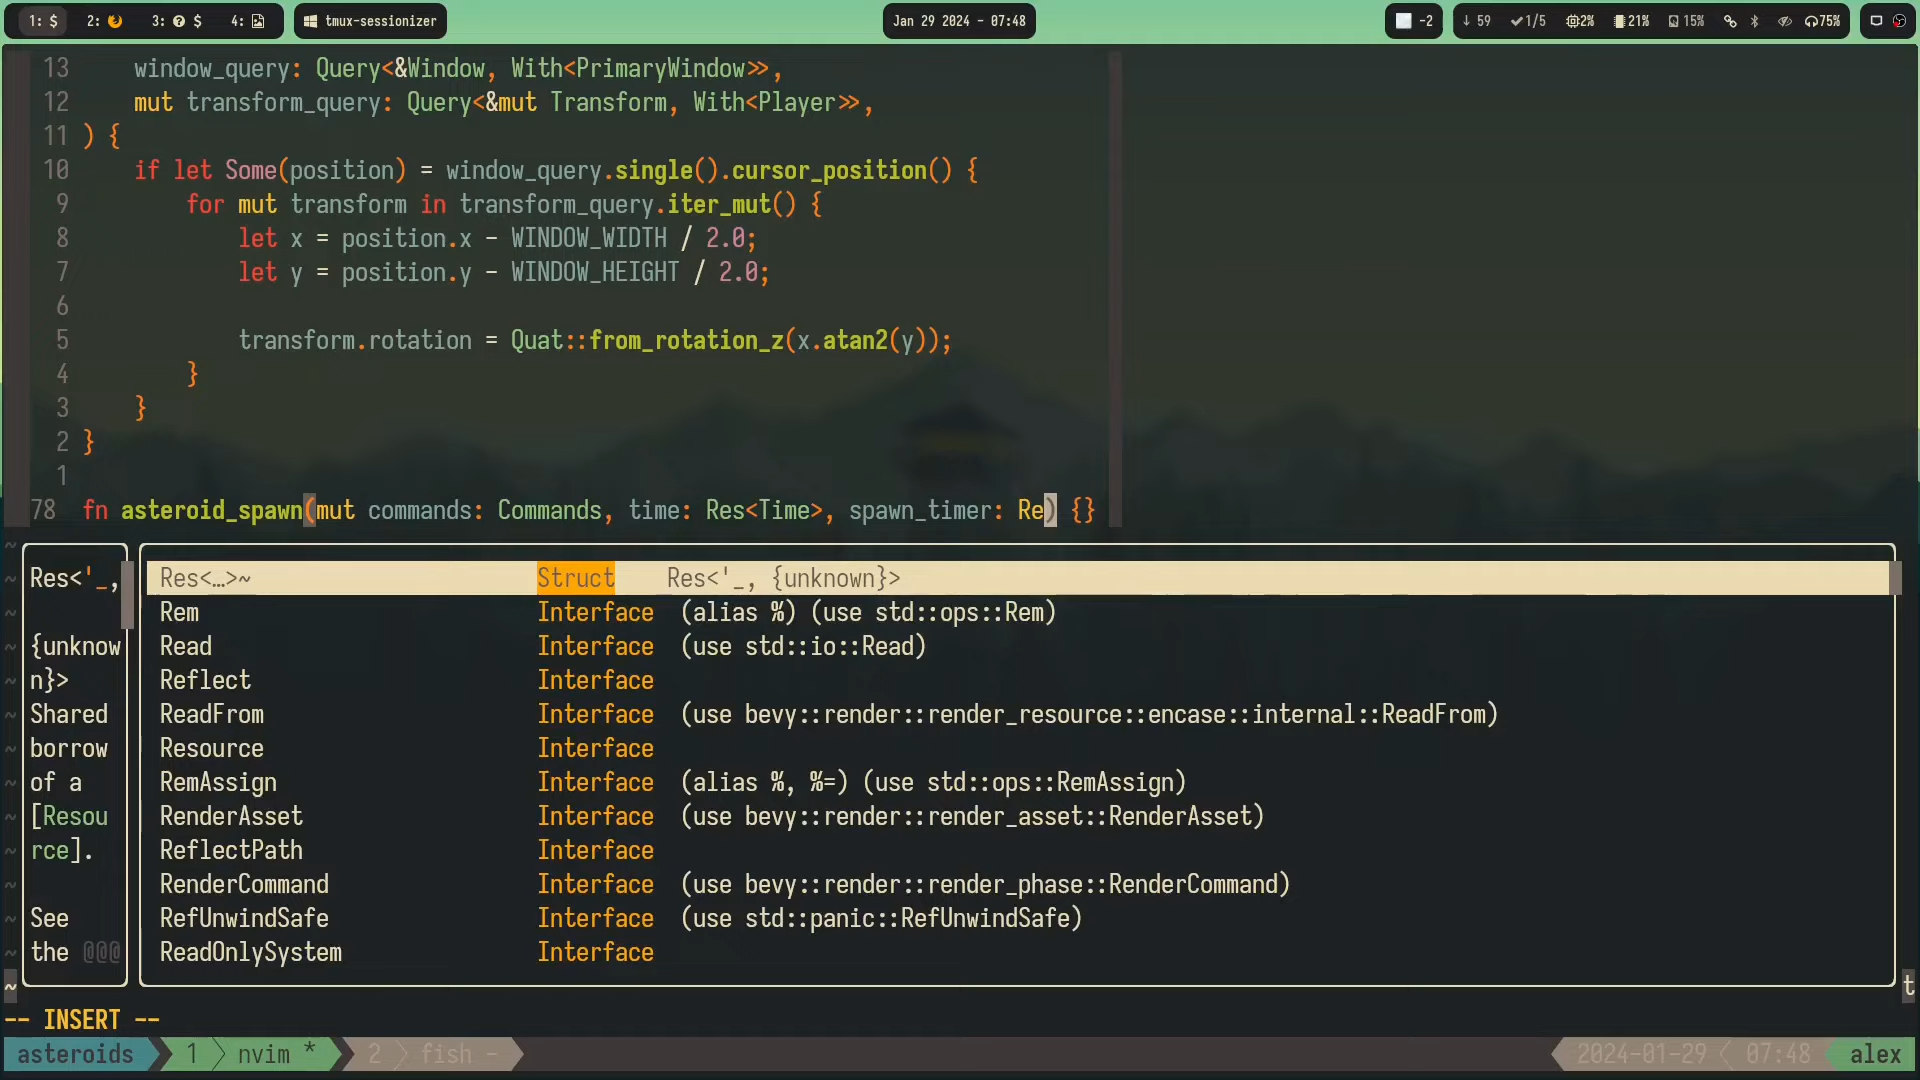 1: $ 2: 3: $ 4: tmux-sessionizer Jan 29 2024 - 07:48 -2 ↓ 59 ✓1/5 2% 21% 15% 75%
13 window_query: Query<&Window, With<PrimaryWindow>>,
12 mut transform_query: Query<&mut Transform, With<Player>>,
11 ) {
10 if let Some(position) = window_query.single().cursor_position() {
9 for mut transform in transform_query.iter_mut() {
8 let x = position.x - WINDOW_WIDTH / 2.0;
7 let y = position.y - WINDOW_HEIGHT / 2.0;
6
5 transform.rotation = Quat::from_rotation_z(x.atan2(y));
4 }
3 }
2 }
1
78 fn asteroid_spawn(mut commands: Commands, time: Res<Time>, spawn_timer: Re) {}
~
~ Res<'_, Res<…>~ Struct Res<'_, {unknown}>
~ Rem Interface (alias %) (use std::ops::Rem)
~ {unknow Read Interface (use std::io::Read)
~ n}> Reflect Interface
~ Shared ReadFrom Interface (use bevy::render::render_resource::encase::internal::ReadFrom)
~ borrow Resource Interface
~ of a RemAssign Interface (alias %, %=) (use std::ops::RemAssign)
~ [Resou RenderAsset Interface (use bevy::render::render_asset::RenderAsset)
~ rce]. ReflectPath Interface
~ RenderCommand Interface (use bevy::render::render_phase::RenderCommand)
~ See RefUnwindSafe Interface (use std::panic::RefUnwindSafe)
~ the @@@ ReadOnlySystem Interface
~ t
-- INSERT --
asteroids 1 nvim * 2 fish - 2024-01-29 07:48 alex